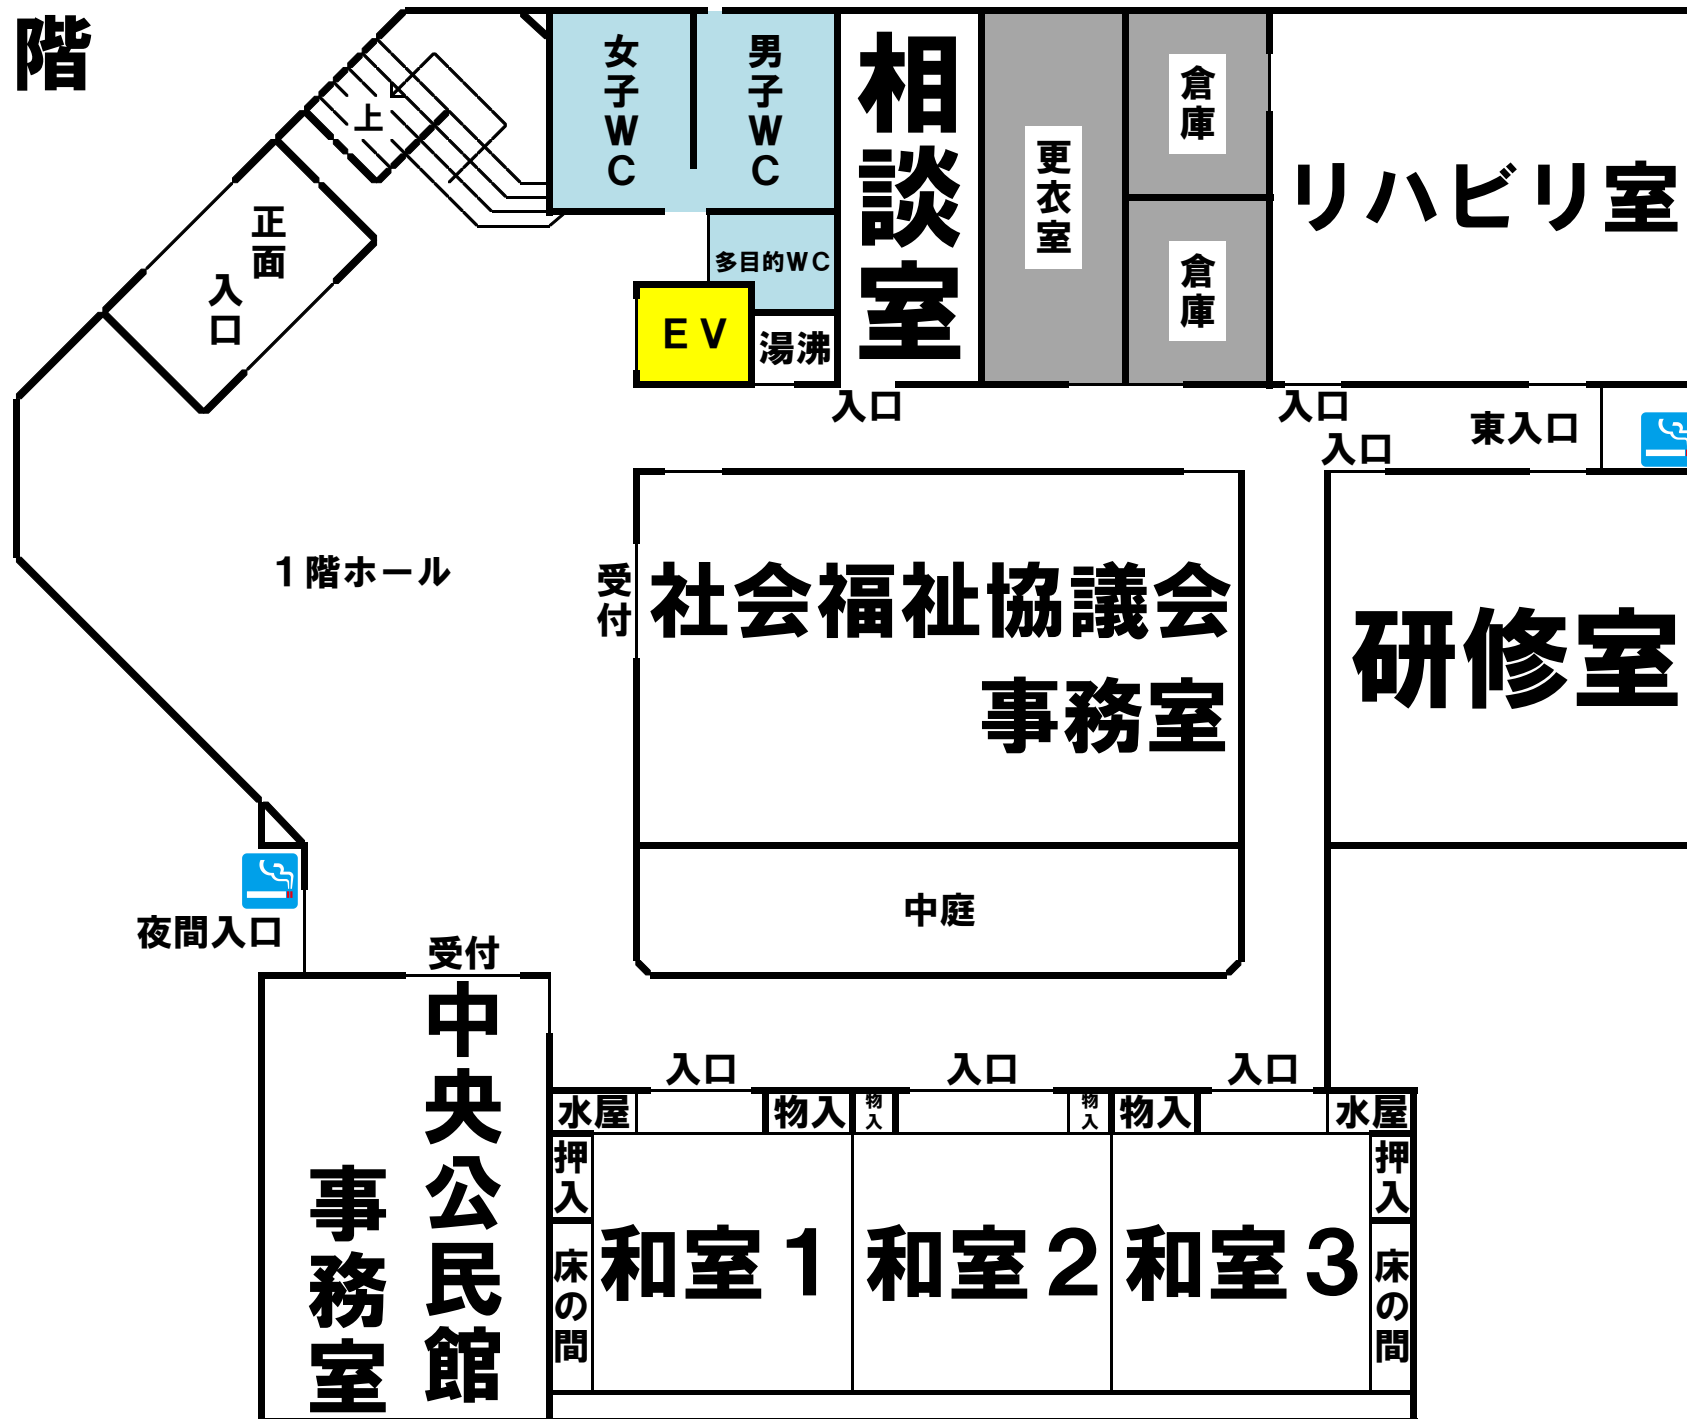 階
女子WC
男子WC
相談室
更衣室
倉庫
倉庫
リハビリ室
上
正面
入口
多目的WC
EV
湯沸
入口
入口
入口
東入口
1階ホール
受付
社会福祉協議会
事務室
研修室
中庭
夜間入口
受付
中央公民館
事務室
入口
入口
入口
水屋
物入
物入
物入
物入
水屋
押入
押入
床の間
和室1
和室2
和室3
床の間